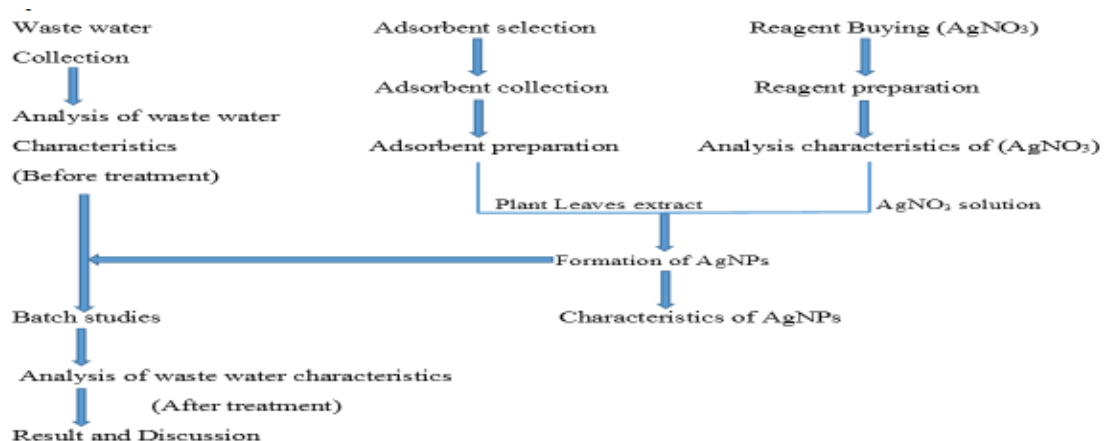 Waste water
Collection
Analysis of waste water
Characteristics
(Before treatment)
Adsorbent selection
Adsorbent collection
Adsorbent preparation
Reagent Buying (AgNO₃)
Reagent preparation
Analysis characteristics of (AgNO₃)
Plant Leaves extract
AgNO₃ solution
Formation of AgNPs
Characteristics of AgNPs
Batch studies
Analysis of waste water characteristics
(After treatment)
Result and Discussion